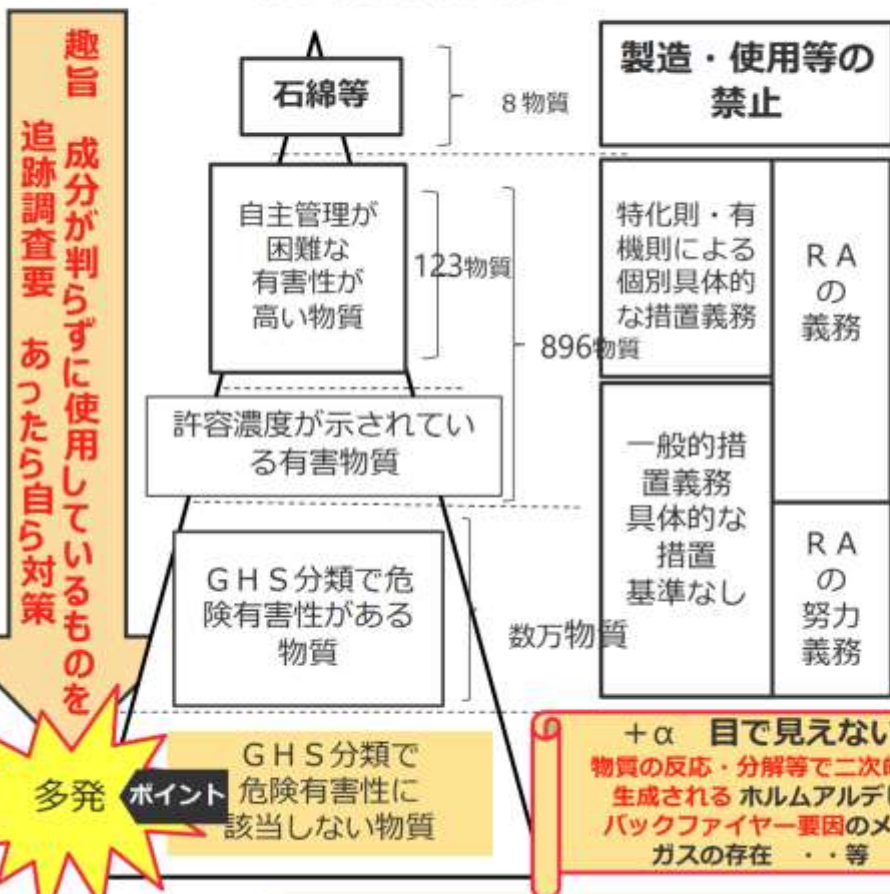 趣旨 成分が判らずに使用しているものを
追跡調査要 あったら自ら対策
石綿等
8物質
製造・使用等の
禁止
自主管理が
困難な
有害性が
高い物質
123物質
896物質
特化則・有
機則による
個別具体的
な措置義務
RA
の
義務
許容濃度が示されてい
る有害物質
一般的措
置義務
具体的な
措置
基準なし
GHS分類で危
険有害性がある
物質
数万物質
RA
の
努力
義務
多発
ポイント
GHS分類で
危険有害性に
該当しない物質
+α 目で見えない
物質の反応・分解等で二次
生成される ホルムアルデ
バックファイヤー要因のメ
ガスの存在 ・・等